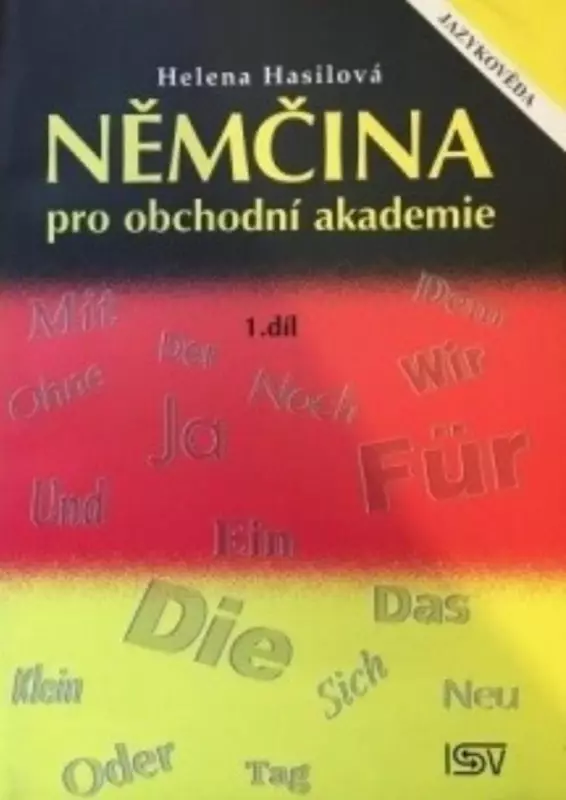 JAZYKOVĚDA
Helena Hasilová
NĚMČINA
pro obchodní akademie
1.díl
Mit
Denn
Der
Ohne
Noch
Wir
Ja
Für
Und
Ein
Die
Das
Klein
Sich
Neu
Oder
Tag
ISV